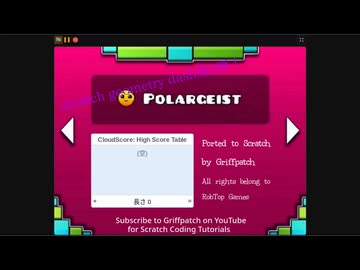 scratch geometry dash
POLARGEIST
CloudScore: High Score Table
(空)
+ 長さ 0 =
Ported to Scratch
by Griffpatch
All rights belong to
RobTop Games
Subscribe to Griffpatch on YouTube
for Scratch Coding Tutorials